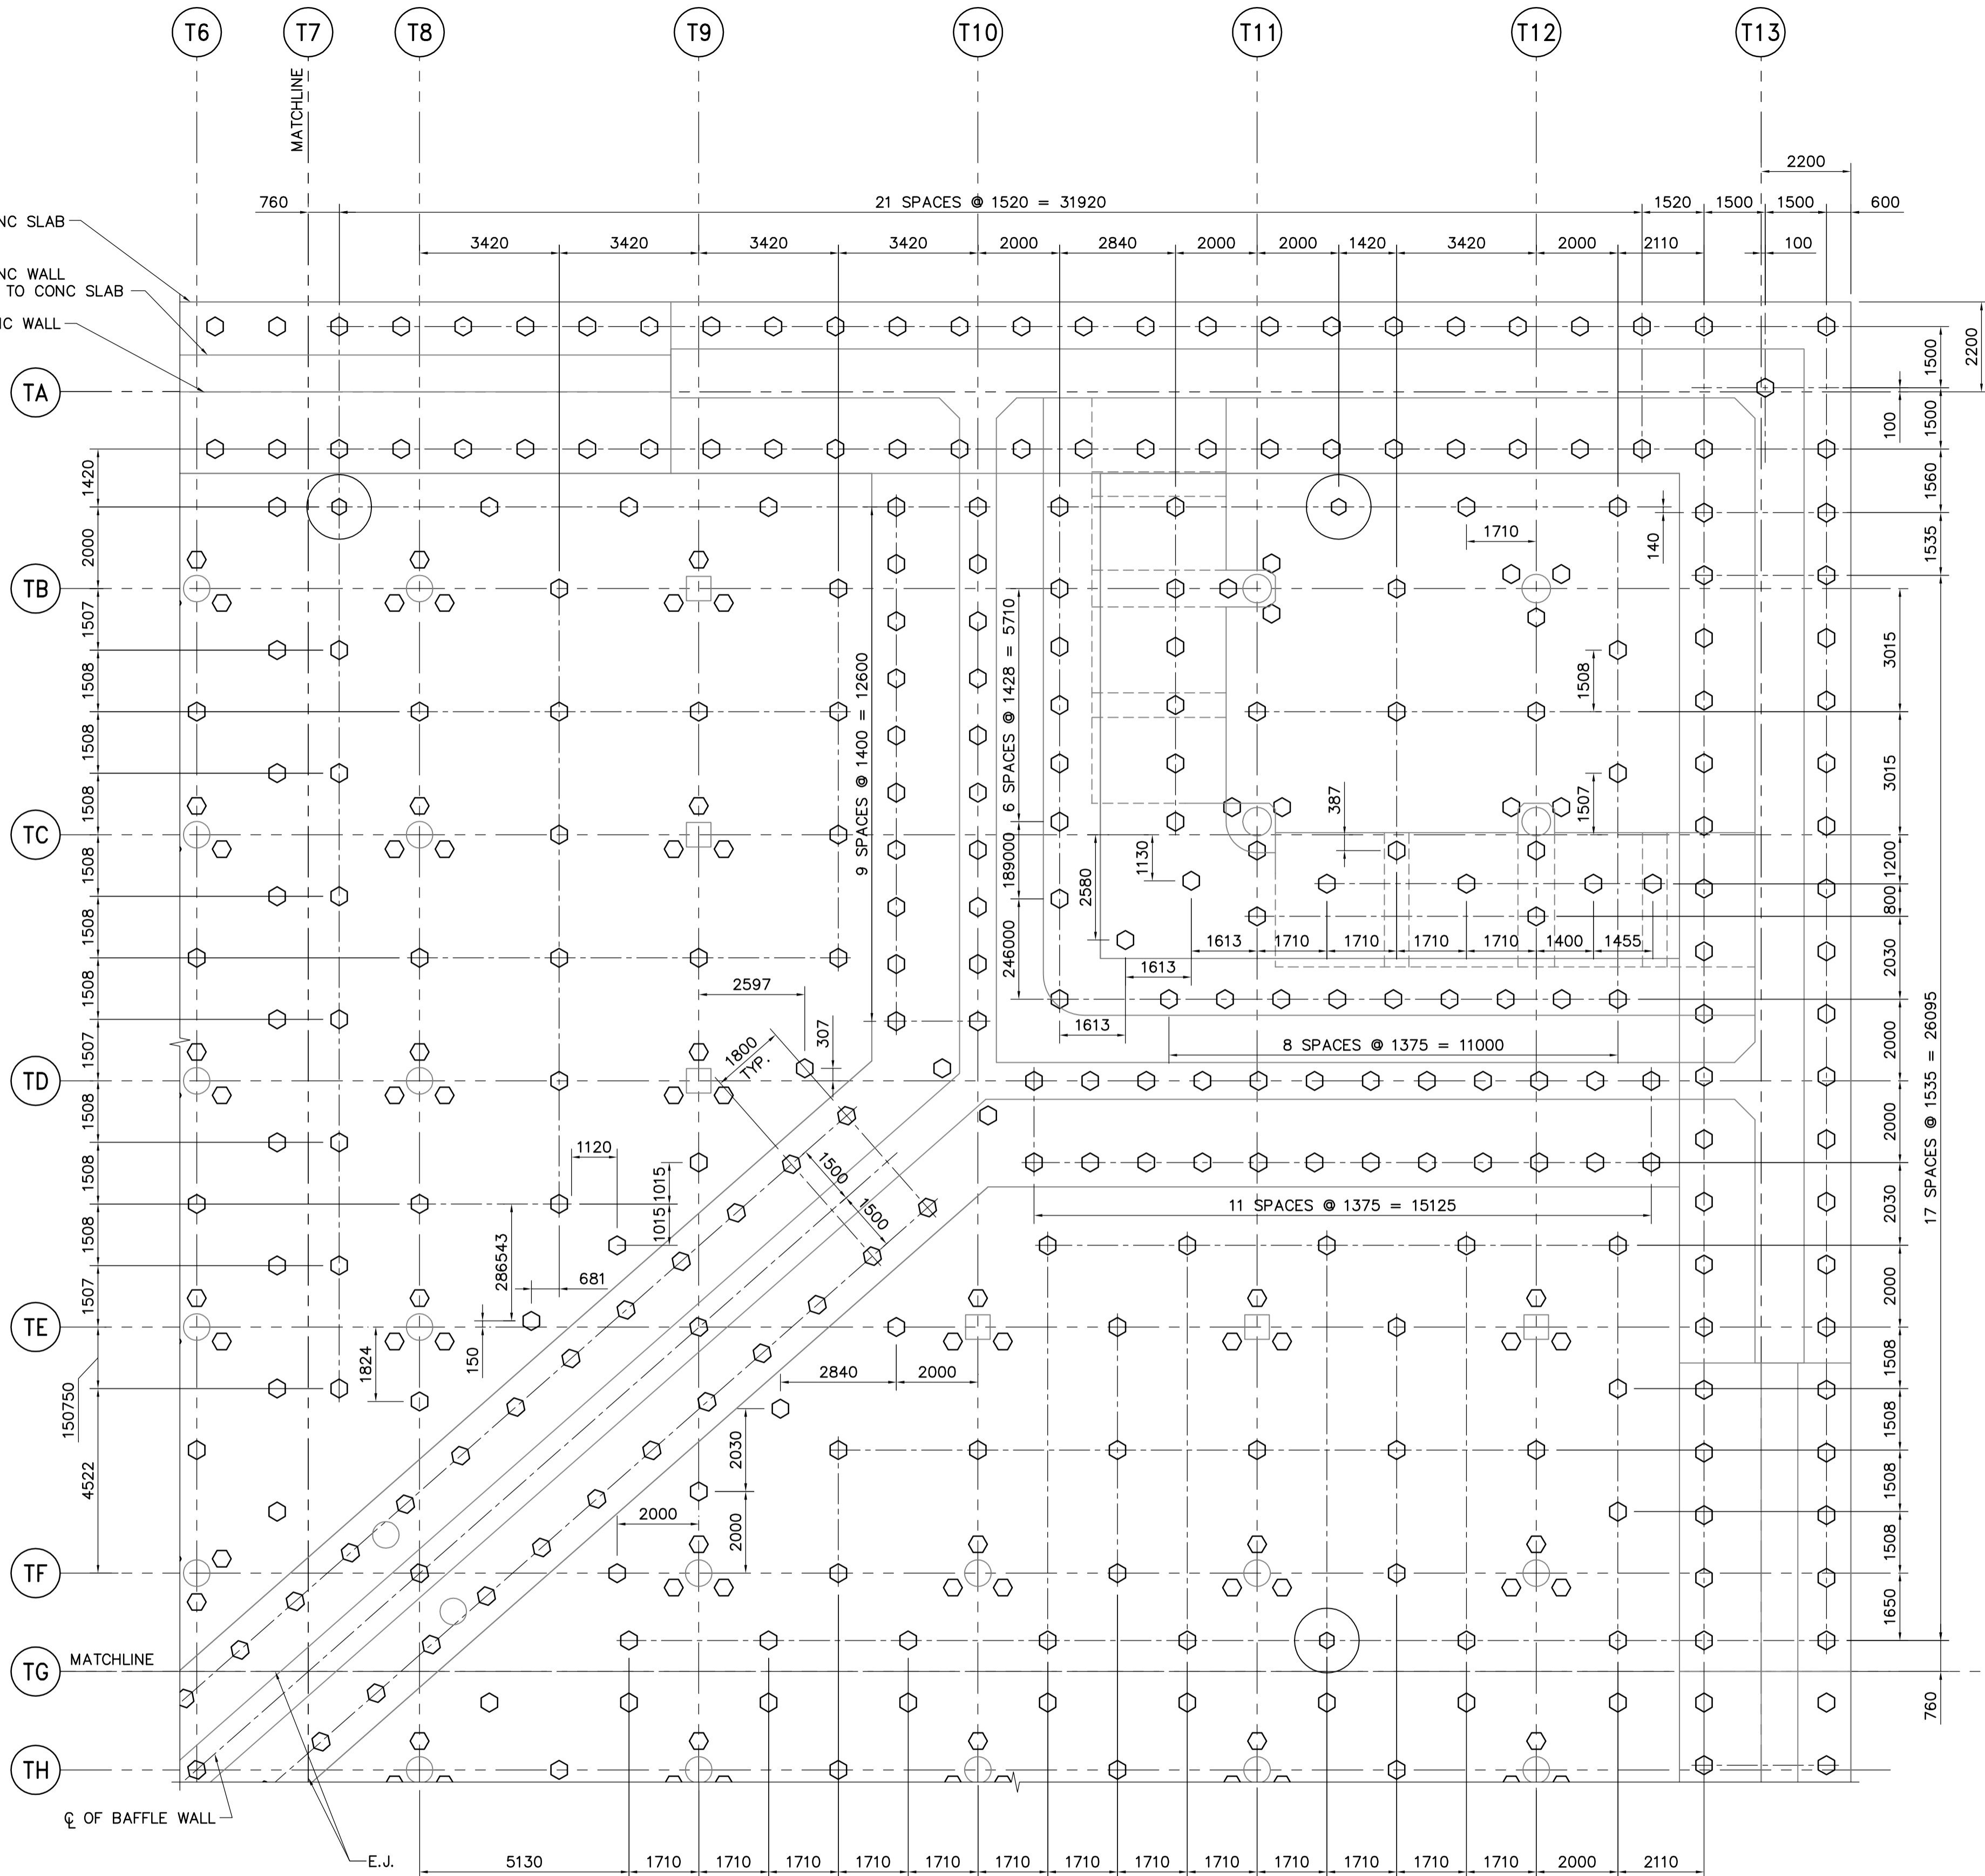 T6 T7 T8 T9 T10 T11 T12 T13
MATCHLINE
2200
760 21 SPACES @ 1520 = 31920 1520 1500 1500 600
3420 3420 3420 3420 2000 2840 2000 2000 1420 3420 2000 2110 100
NC SLAB
NC WALL
TO CONC SLAB
IC WALL
TA
TB
TC
TD
TE
TF
TG
TH
1420
2000
1507
1508
1508
1508
1508
1508
1508
1507
1508
1508
1508
1507
150750
4522
9 SPACES @ 1400 = 12600
6 SPACES @ 1428 = 5710
189000
246000
1710
140
1508
1507
387
1130
2580
1613 1710 1710 1710 1710 1400 1455
1613
1613
8 SPACES @ 1375 = 11000
2597
307
1800
TYP.
1120
1015
1015
1500
1500
286543
681
150
1824
11 SPACES @ 1375 = 15125
2840 2000
2030
2000
2000
1500
2200
100
1500
1560
1535
3015
3015
1200
800
2030
2000
2000
2030
2000
1508
1508
1508
1508
1650
17 SPACES @ 1535 = 26095
760
MATCHLINE
℄ OF BAFFLE WALL
E.J.
5130 1710 1710 1710 1710 1710 1710 1710 1710 1710 1710 1710 1710 1710 2000 2110